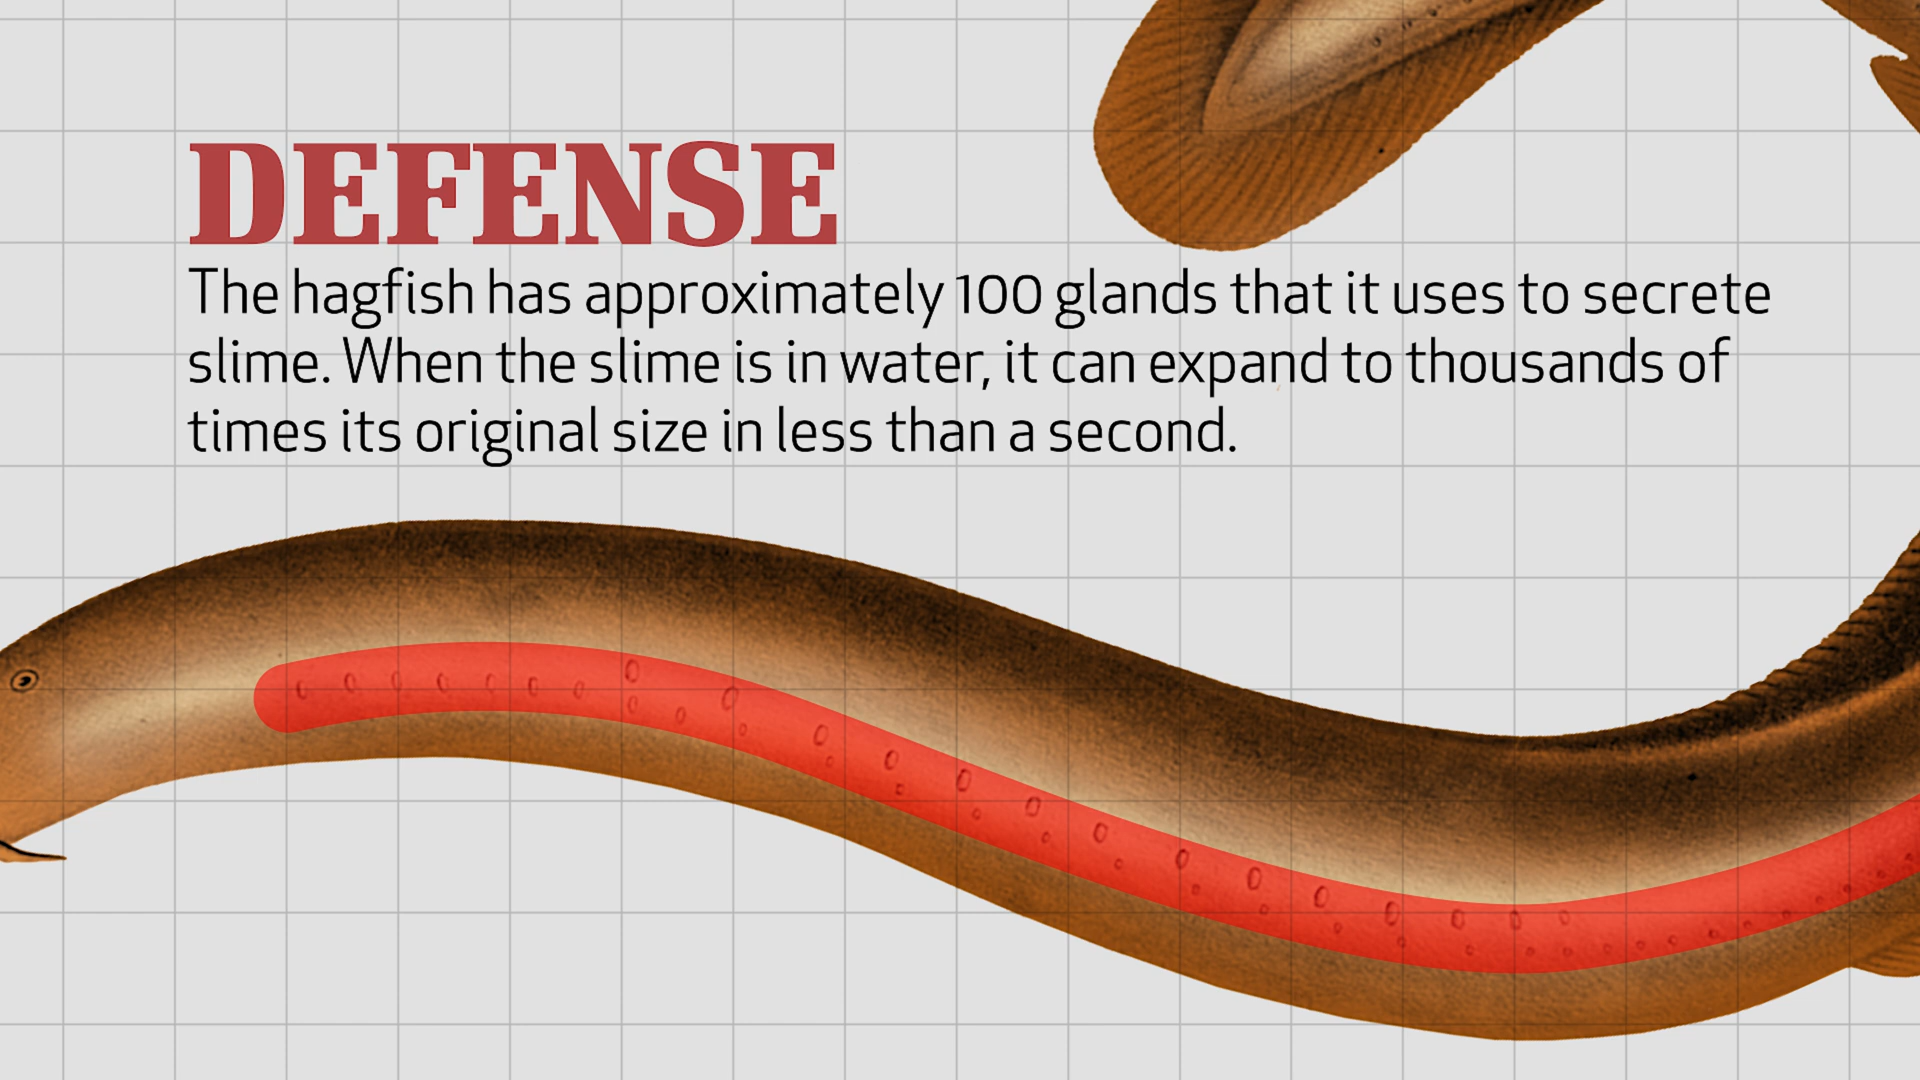 DEFENSE
The hagfish has approximately 100 glands that it uses to secrete
slime. When the slime is in water, it can expand to thousands of
times its original size in less than a second.